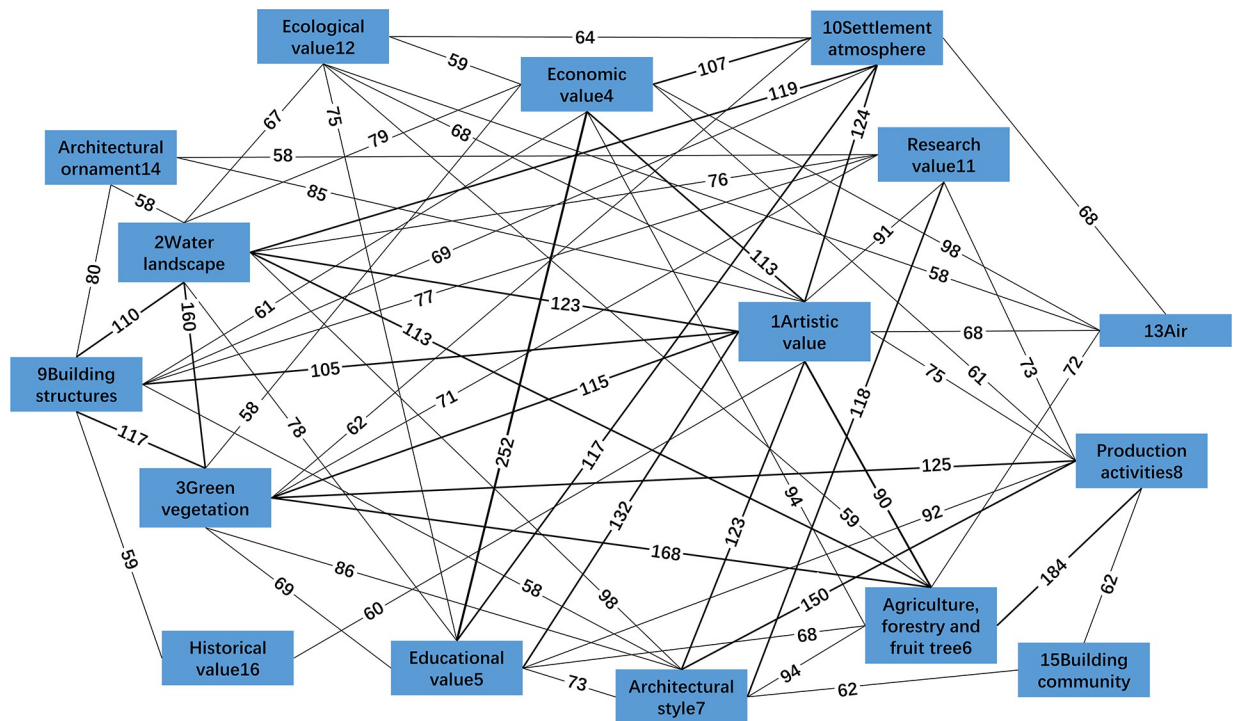 Ecological
value12
64
10Settlement
atmosphere
59
107
Economic
value4
119
75
67
79
68
124
Architectural
ornament14
58
Research
value11
76
85
58
68
91
98
80
69
113
58
2Water
landscape
61
77
123
160
110
113
1Artistic
value
68
13Air
105
72
73
75
61
9Building
structures
115
71
118
58
62
117
78
252
117
Production
activities8
125
3Green
vegetation
94
90
132
59
92
123
168
59
86
69
58
98
150
184
62
60
Agriculture,
forestry and
fruit tree6
68
Historical
value16
Educational
value5
94
15Building
community
73
Architectural
style7
62